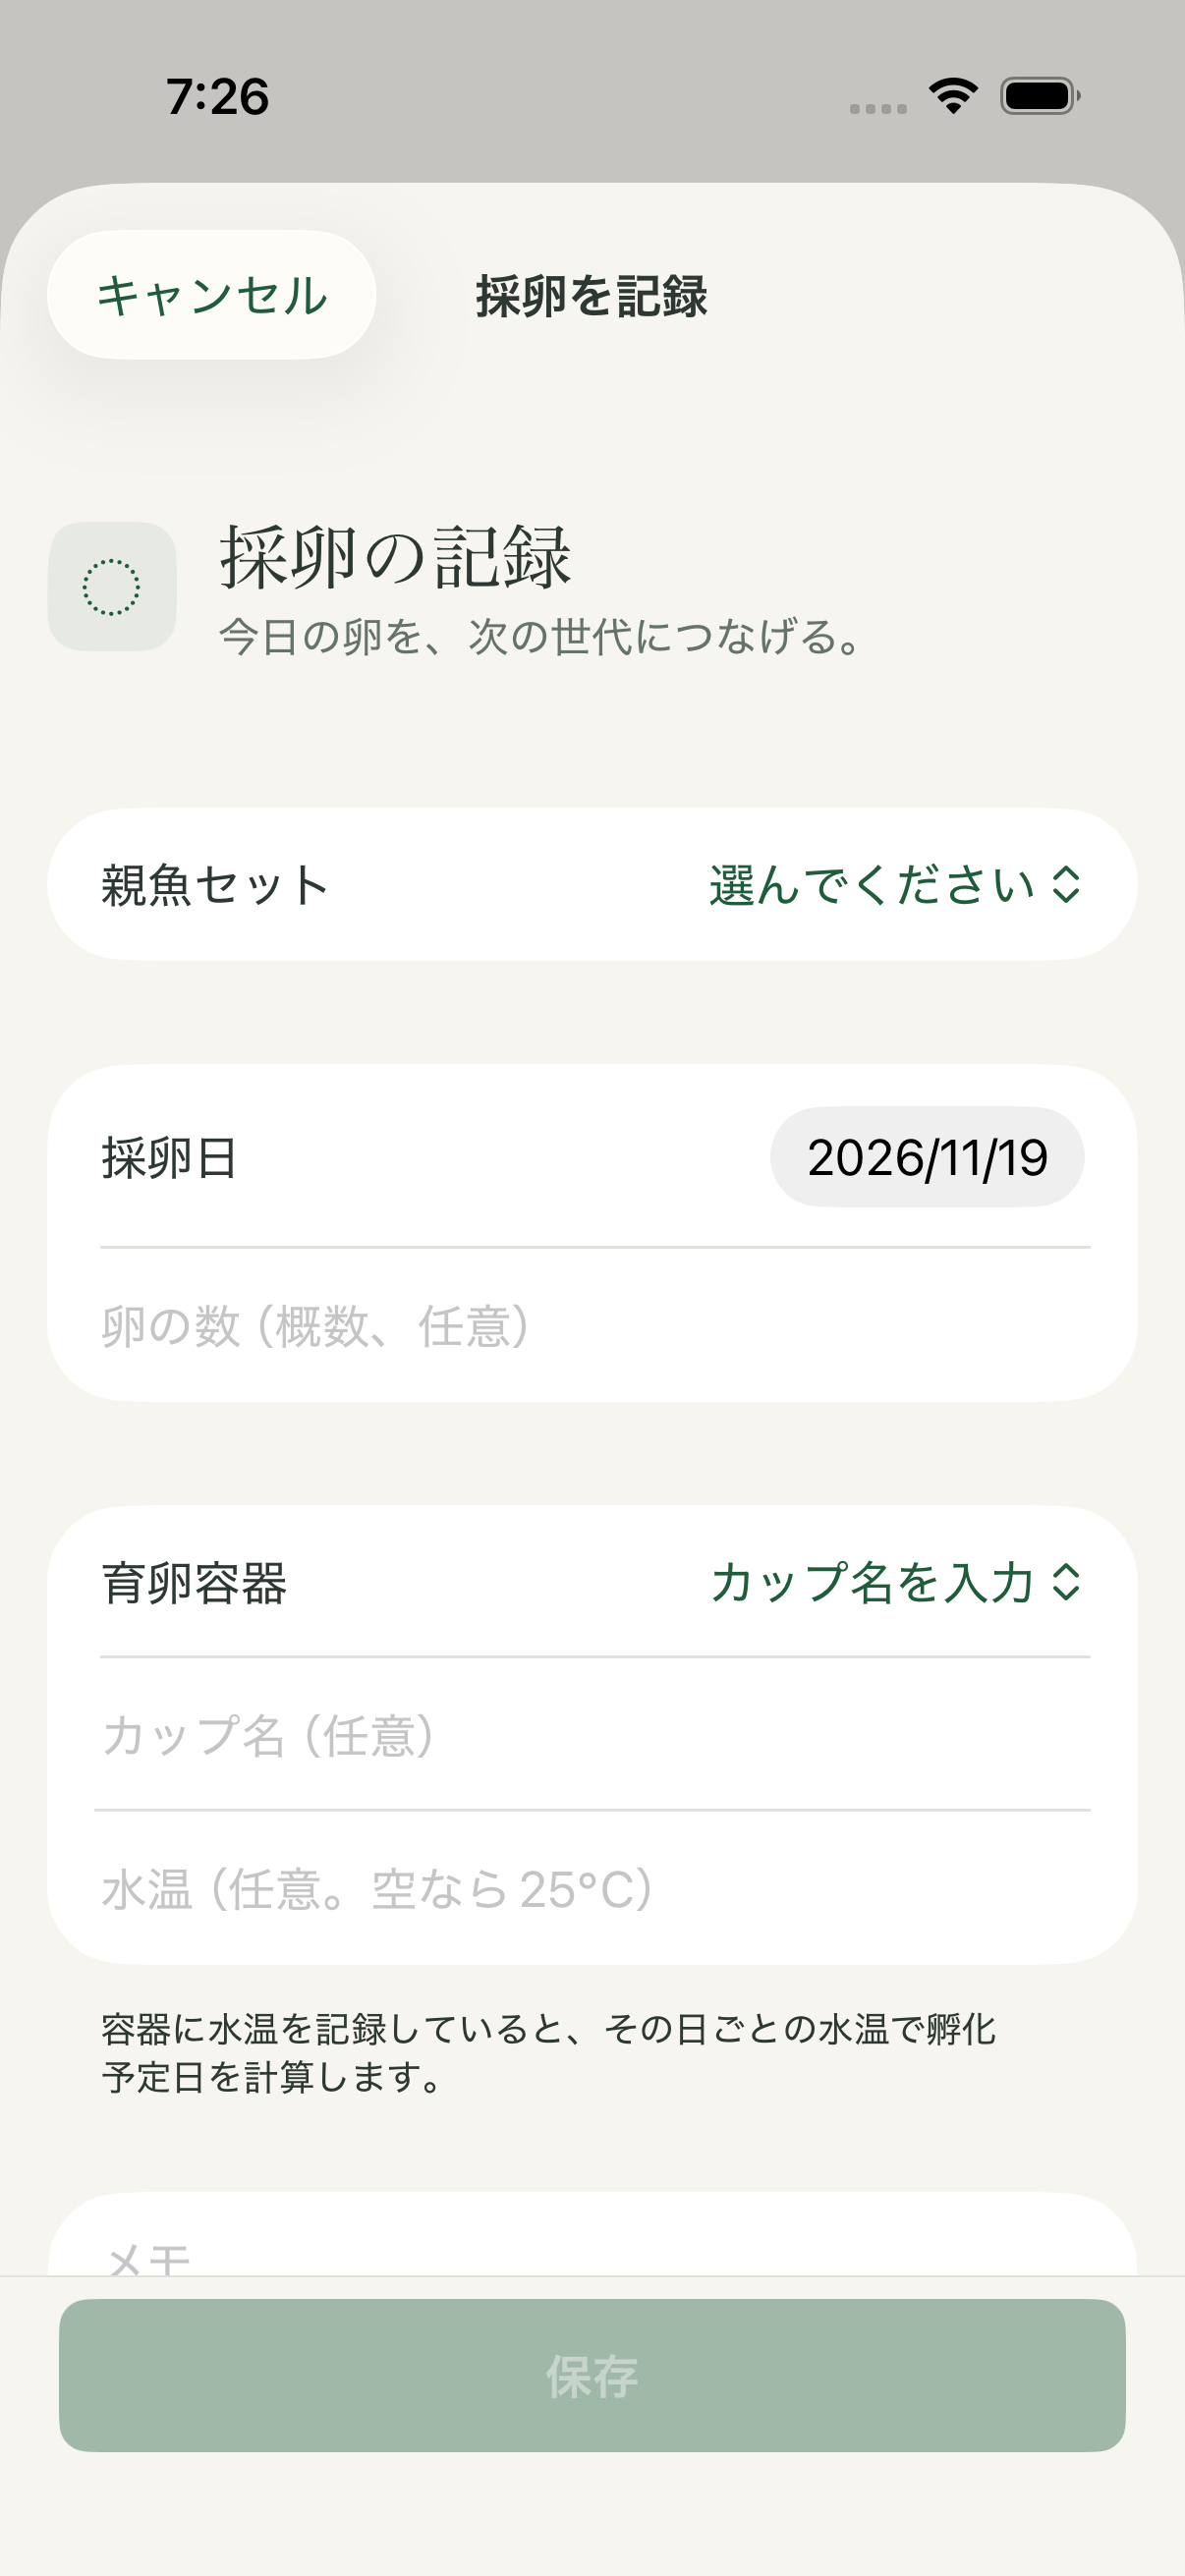 7:26
キャンセル
採卵を記録
採卵の記録
今日の卵を、次の世代につなげる。
親魚セット
選んでください
採卵日
2026/11/19
卵の数（概数、任意）
育卵容器
カップ名を入力
カップ名（任意）
水温（任意。空なら 25°C）
容器に水温を記録していると、その日ごとの水温で孵化
予定日を計算します。
メモ
保存